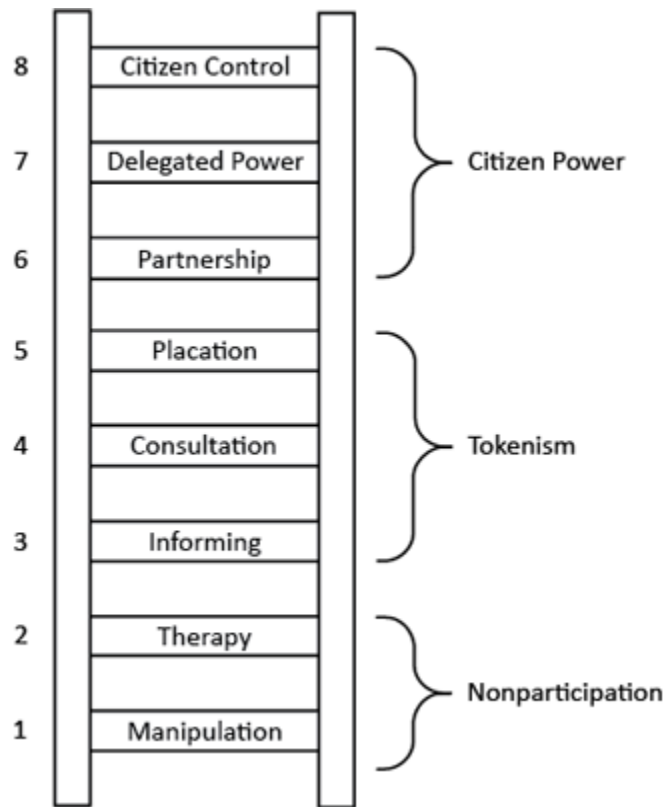 8 Citizen Control
7 Delegated Power Citizen Power
6 Partnership
5 Placation
4 Consultation Tokenism
3 Informing
2 Therapy
Nonparticipation
1 Manipulation